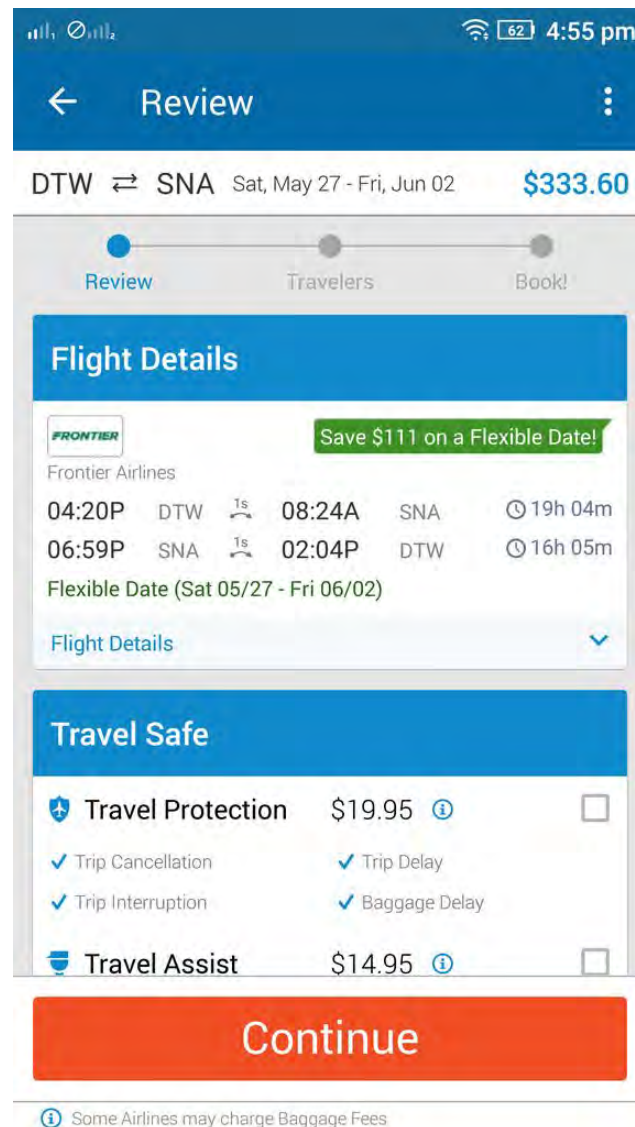 62 4:55 pm
Review
DTW ⇄ SNA Sat, May 27 - Fri, Jun 02 $333.60
Review Travelers Book!
Flight Details
FRONTIER
Save $111 on a Flexible Date!
Frontier Airlines
04:20P DTW 1s 08:24A SNA 19h 04m
06:59P SNA 1s 02:04P DTW 16h 05m
Flexible Date (Sat 05/27 - Fri 06/02)
Flight Details
Travel Safe
Travel Protection $19.95
Trip Cancellation Trip Delay
Trip Interruption Baggage Delay
Travel Assist $14.95
Continue
Some Airlines may charge Baggage Fees